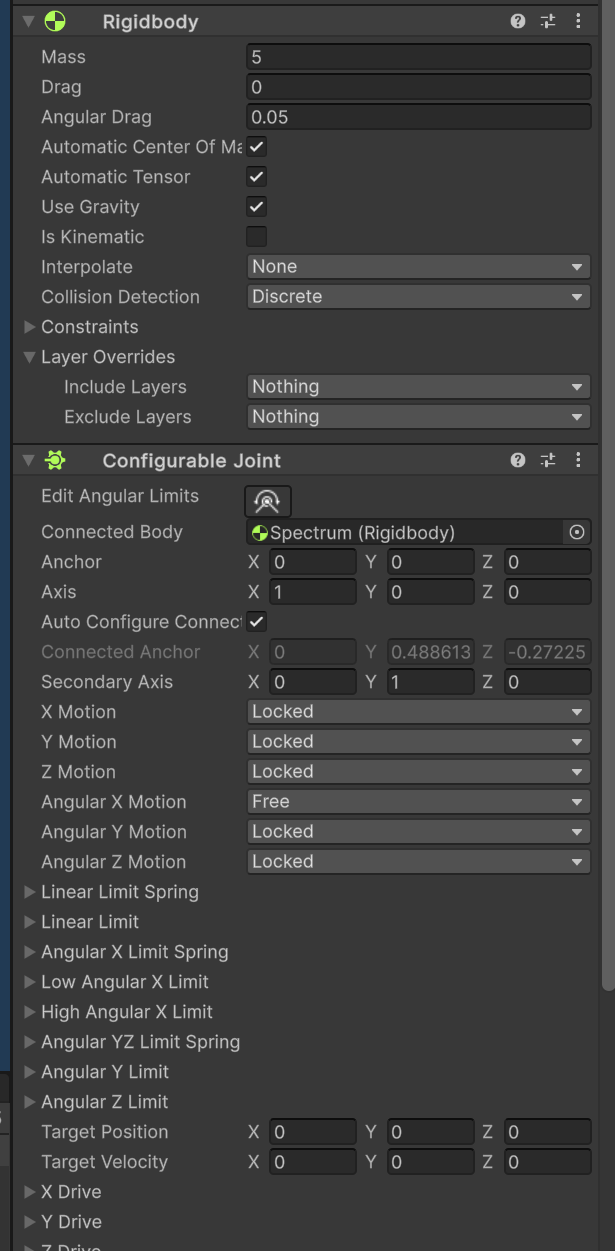 Rigidbody
Mass 5
Drag 0
Angular Drag 0.05
Automatic Center Of Ma
Automatic Tensor
Use Gravity
Is Kinematic
Interpolate None
Collision Detection Discrete
Constraints
Layer Overrides
Include Layers Nothing
Exclude Layers Nothing
Configurable Joint
Edit Angular Limits
Connected Body Spectrum (Rigidbody)
Anchor X 0 Y 0 Z 0
Axis X 1 Y 0 Z 0
Auto Configure Connect
Connected Anchor X 0 Y 0.488613 Z -0.27225
Secondary Axis X 0 Y 1 Z 0
X Motion Locked
Y Motion Locked
Z Motion Locked
Angular X Motion Free
Angular Y Motion Locked
Angular Z Motion Locked
Linear Limit Spring
Linear Limit
Angular X Limit Spring
Low Angular X Limit
High Angular X Limit
Angular YZ Limit Spring
Angular Y Limit
Angular Z Limit
Target Position X 0 Y 0 Z 0
Target Velocity X 0 Y 0 Z 0
X Drive
Y Drive
Z Drive